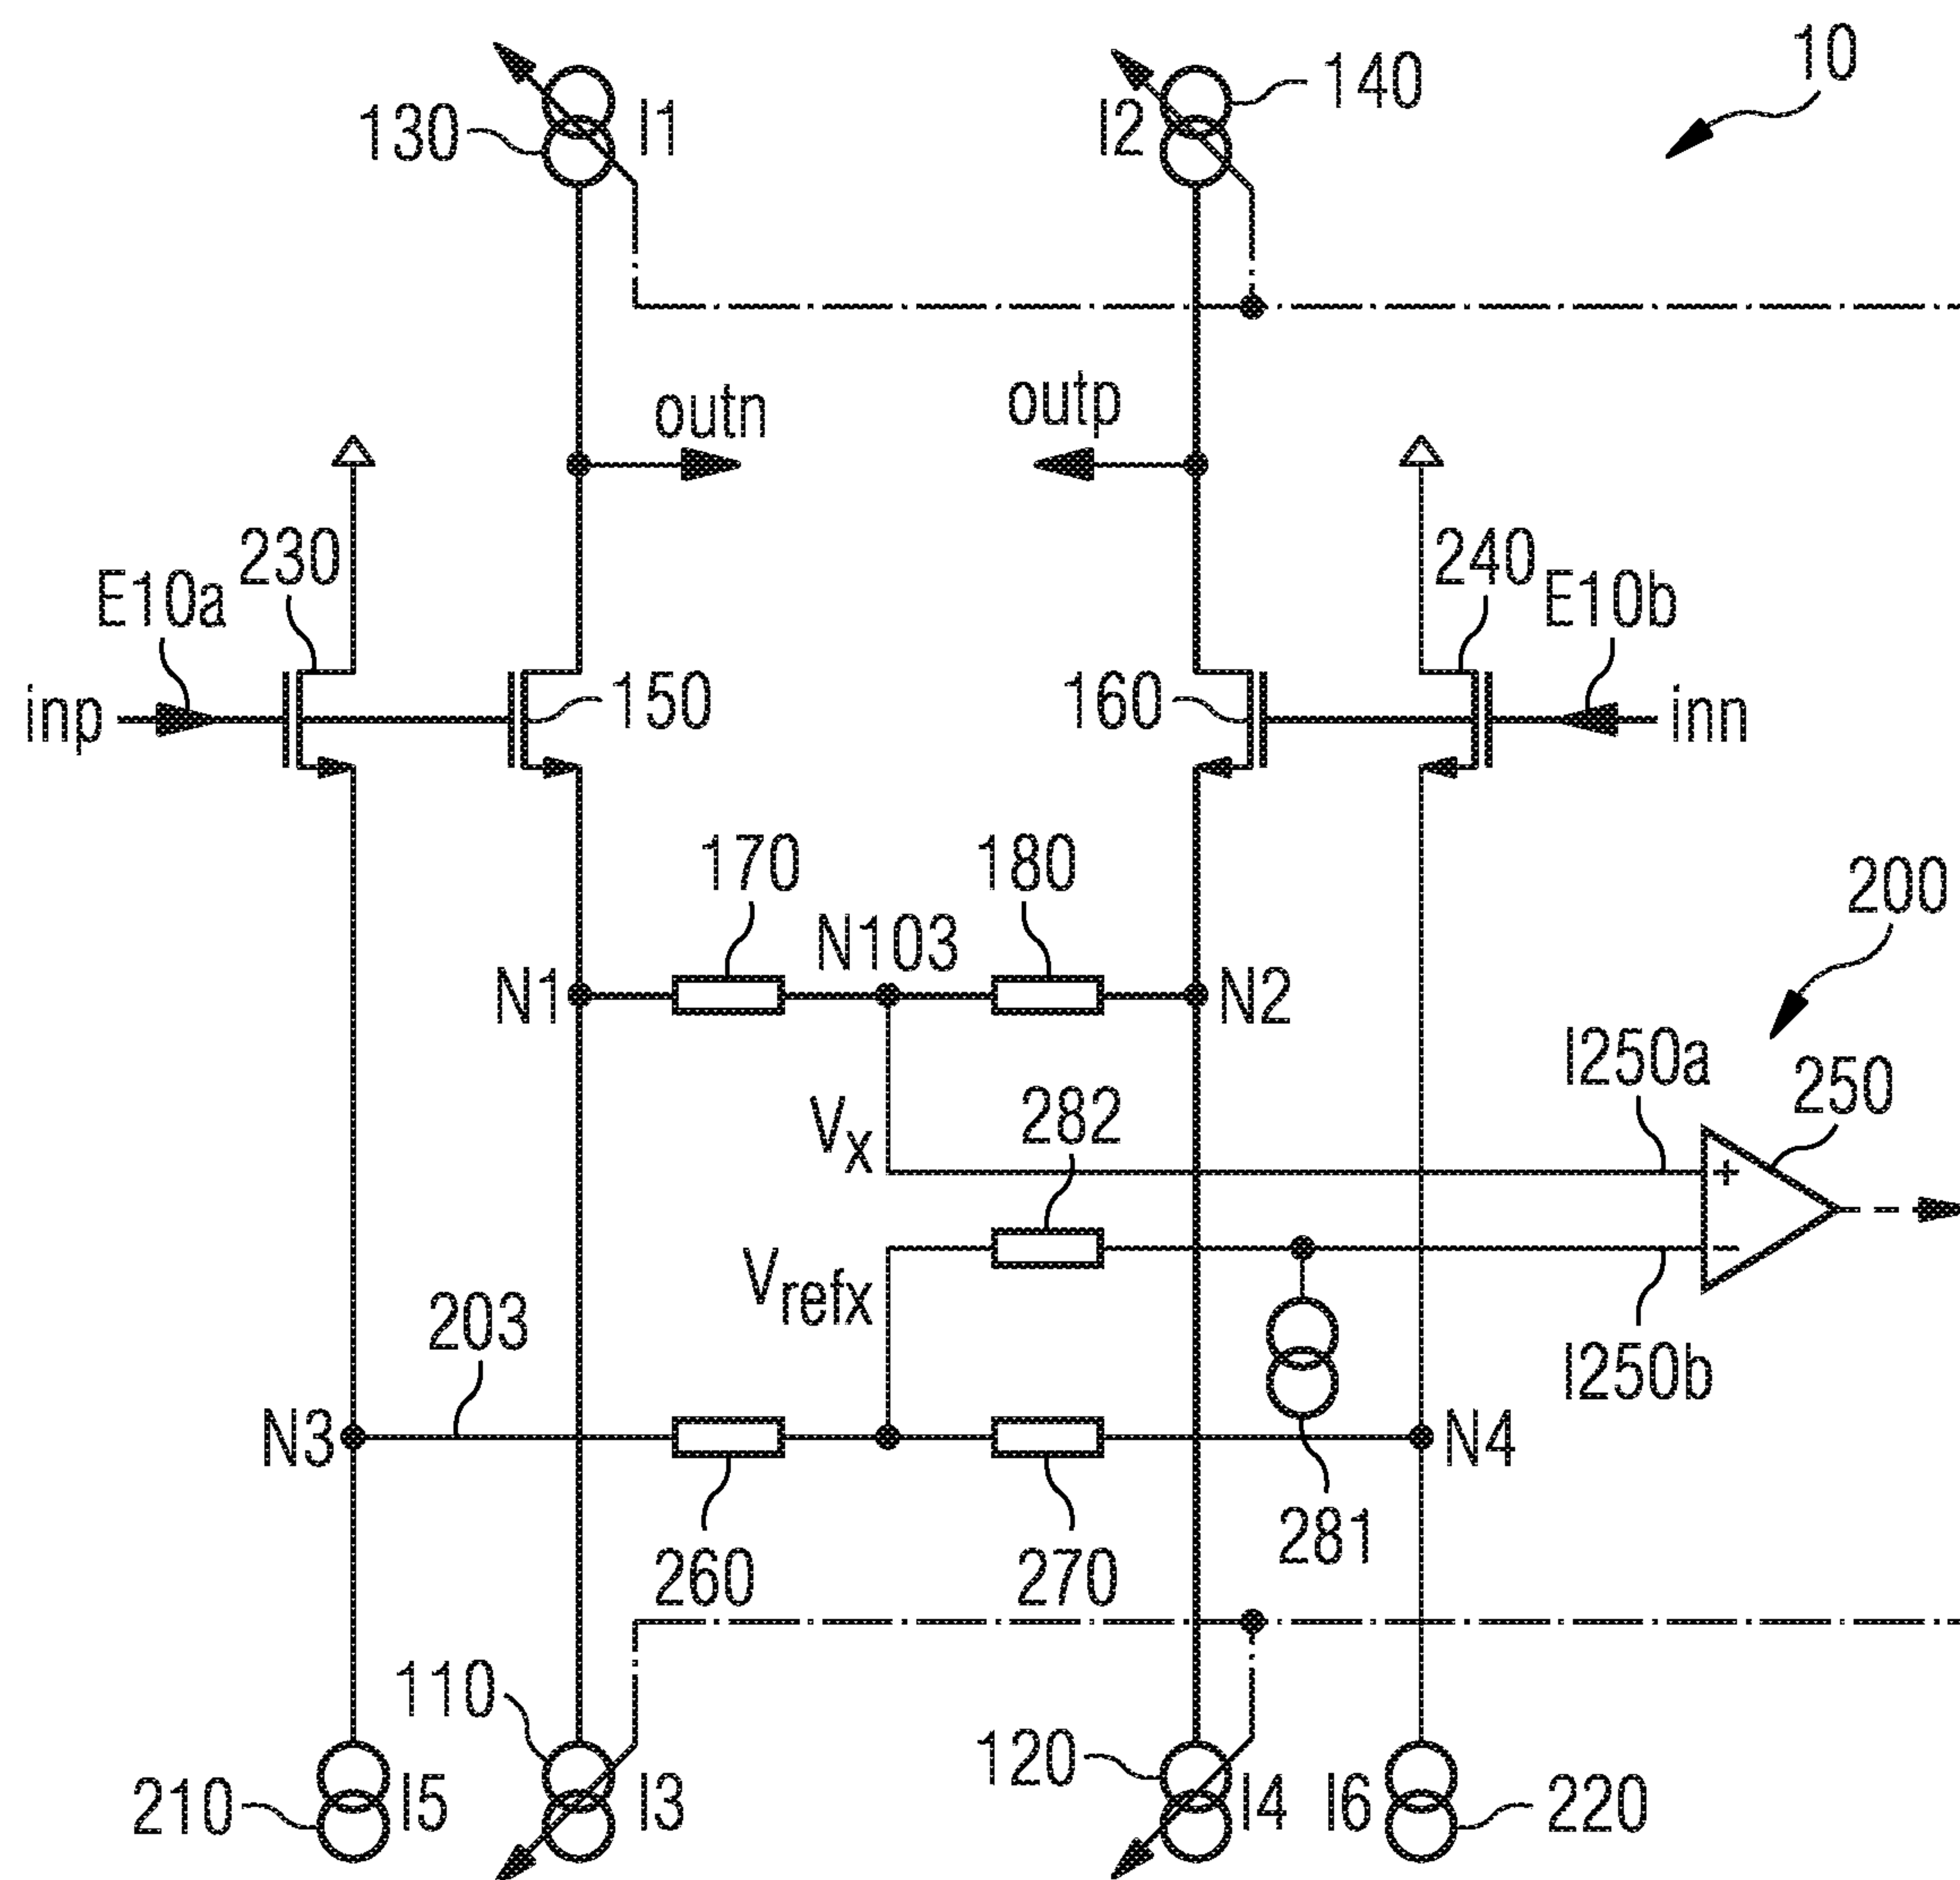 10
130
I1
I2
140
outn
outp
E10a
230
240
E10b
inp
150
160
inn
170
N103
180
200
N1
N2
I250a
250
Vx
282
+
−
Vrefx
203
I250b
N3
N4
260
270
281
110
120
210
I5
I3
I4
I6
220